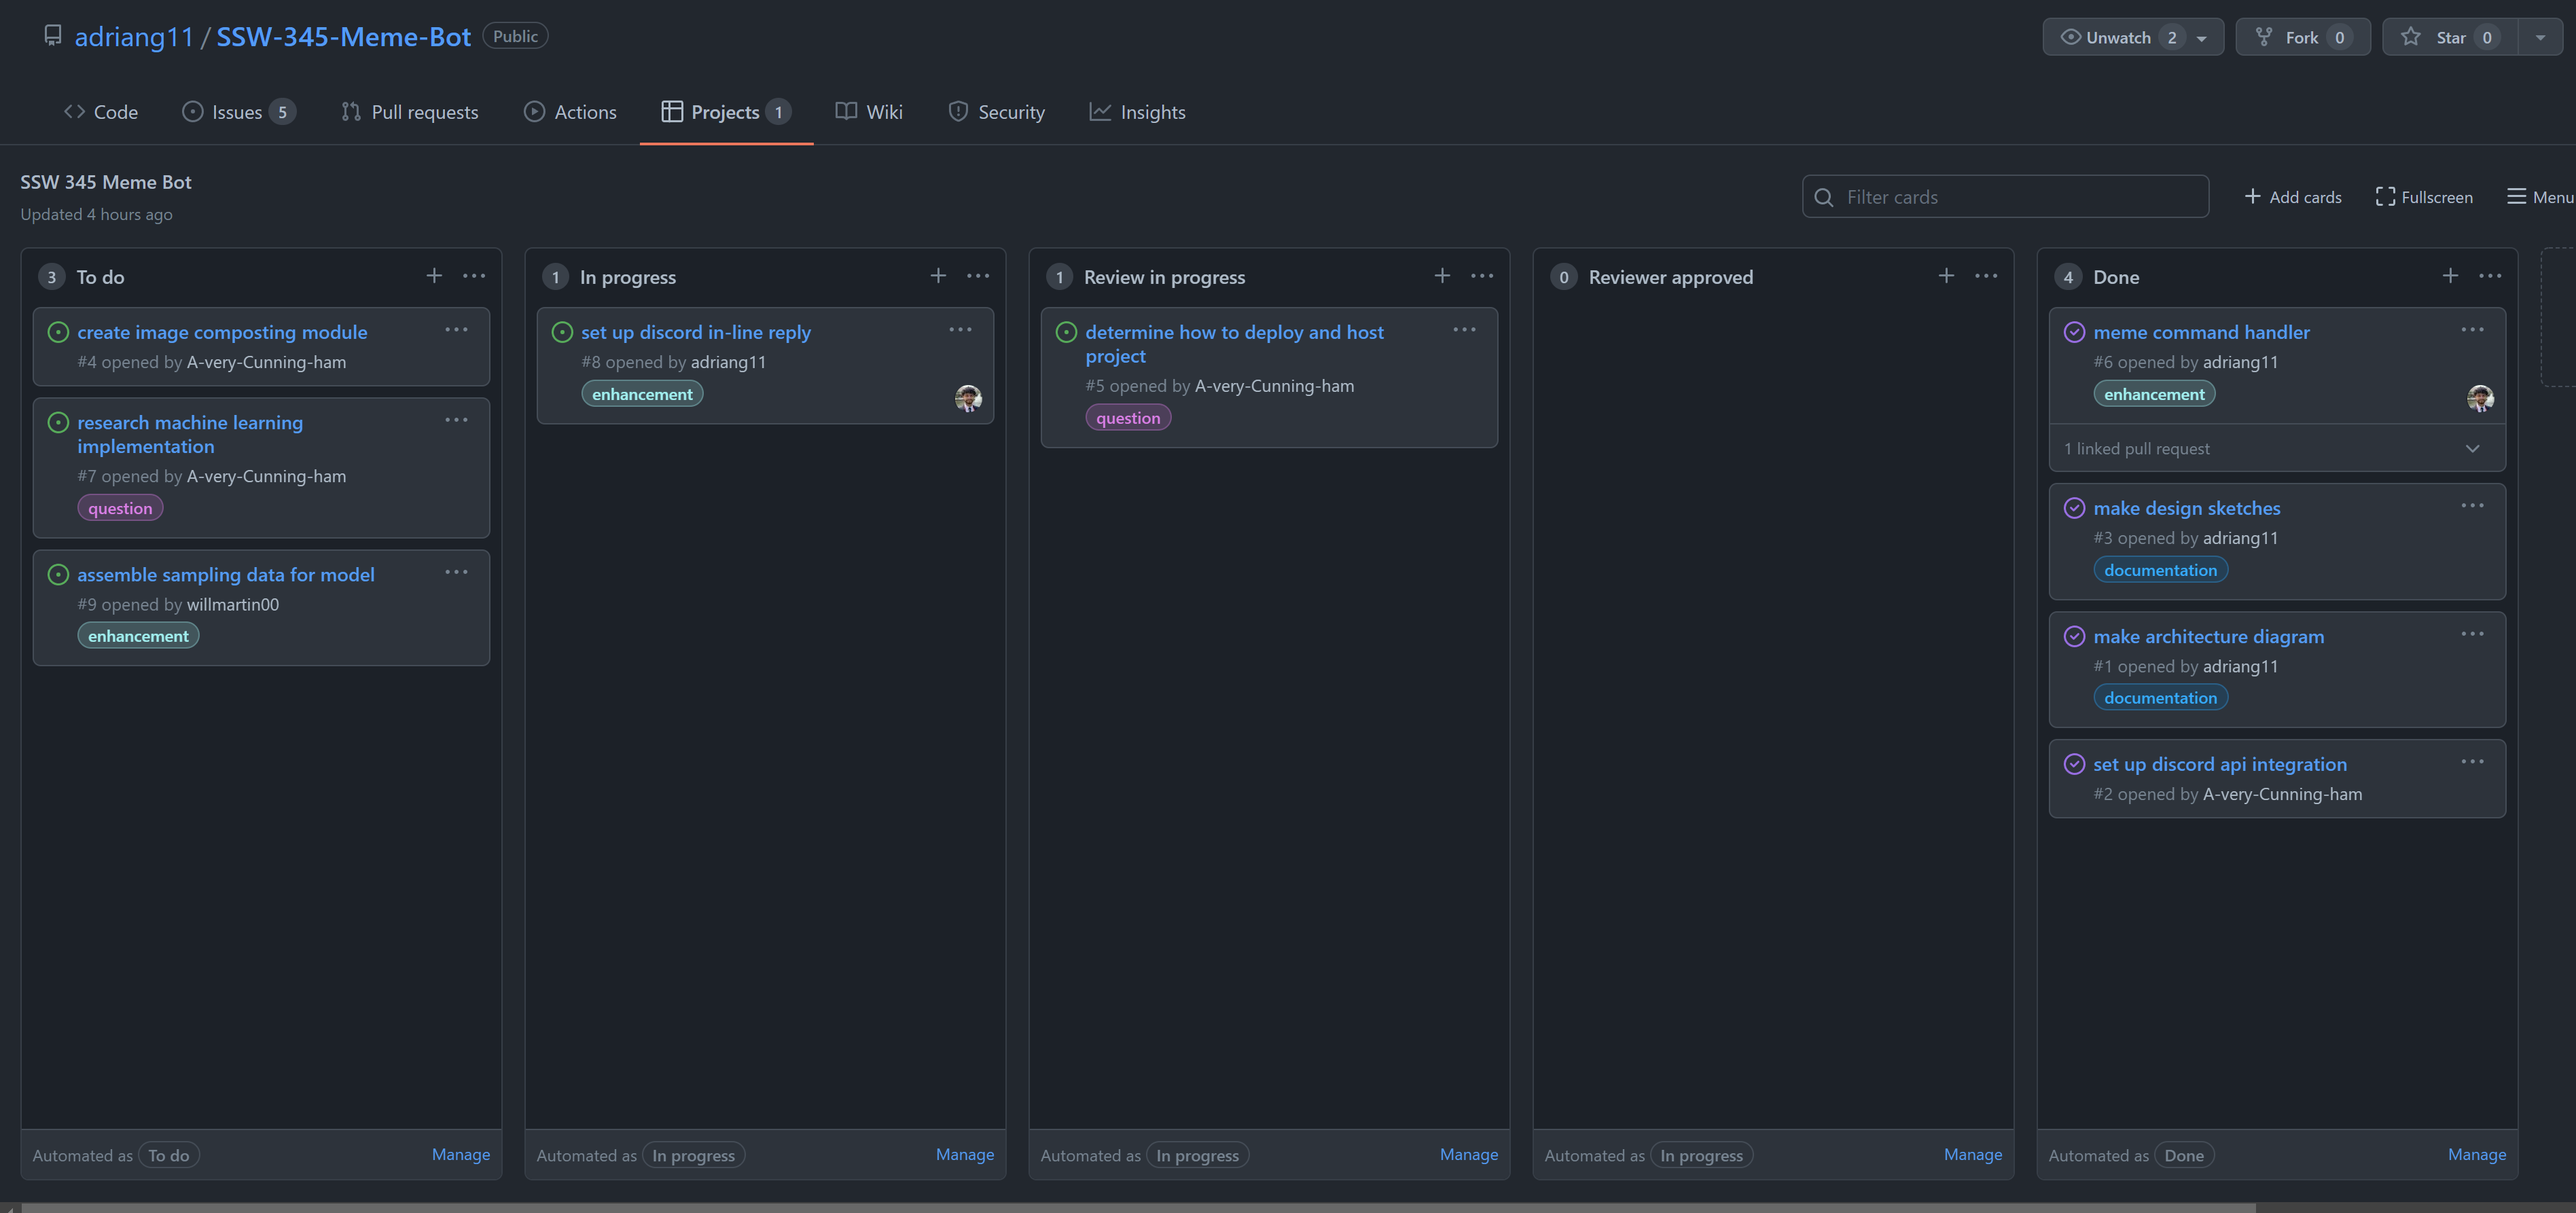 adriang11 / SSW-345-Meme-Bot Public
Unwatch 2 Fork 0 Star 0
Code Issues 5 Pull requests Actions Projects 1 Wiki Security Insights
SSW 345 Meme Bot
Updated 4 hours ago
Filter cards
Add cards Fullscreen Menu
3 To do
create image composting module
#4 opened by A-very-Cunning-ham
research machine learning
implementation
#7 opened by A-very-Cunning-ham
question
assemble sampling data for model
#9 opened by willmartin00
enhancement
Automated as To do Manage
1 In progress
set up discord in-line reply
#8 opened by adriang11
enhancement
Automated as In progress Manage
1 Review in progress
determine how to deploy and host
project
#5 opened by A-very-Cunning-ham
question
Automated as In progress Manage
0 Reviewer approved
Automated as In progress Manage
4 Done
meme command handler
#6 opened by adriang11
enhancement
1 linked pull request
make design sketches
#3 opened by adriang11
documentation
make architecture diagram
#1 opened by adriang11
documentation
set up discord api integration
#2 opened by A-very-Cunning-ham
Automated as Done Manage